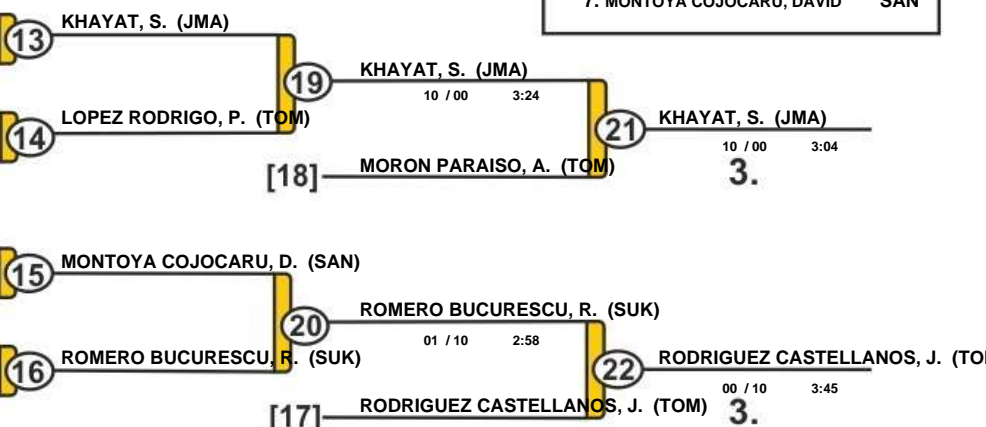 7. MONTOYA COJOCARU, DAVID SAN
KHAYAT, S. (JMA)
13
19
KHAYAT, S. (JMA)
10 / 00 3:24
LOPEZ RODRIGO, P. (TOM)
14
21
KHAYAT, S. (JMA)
10 / 00 3:04
3.
[18]
MORON PARAISO, A. (TOM)
15
MONTOYA COJOCARU, D. (SAN)
20
ROMERO BUCURESCU, R. (SUK)
01 / 10 2:58
16
ROMERO BUCURESCU, R. (SUK)
22
RODRIGUEZ CASTELLANOS, J. (TO
00 / 10 3:45
3.
[17]
RODRIGUEZ CASTELLANOS, J. (TOM)